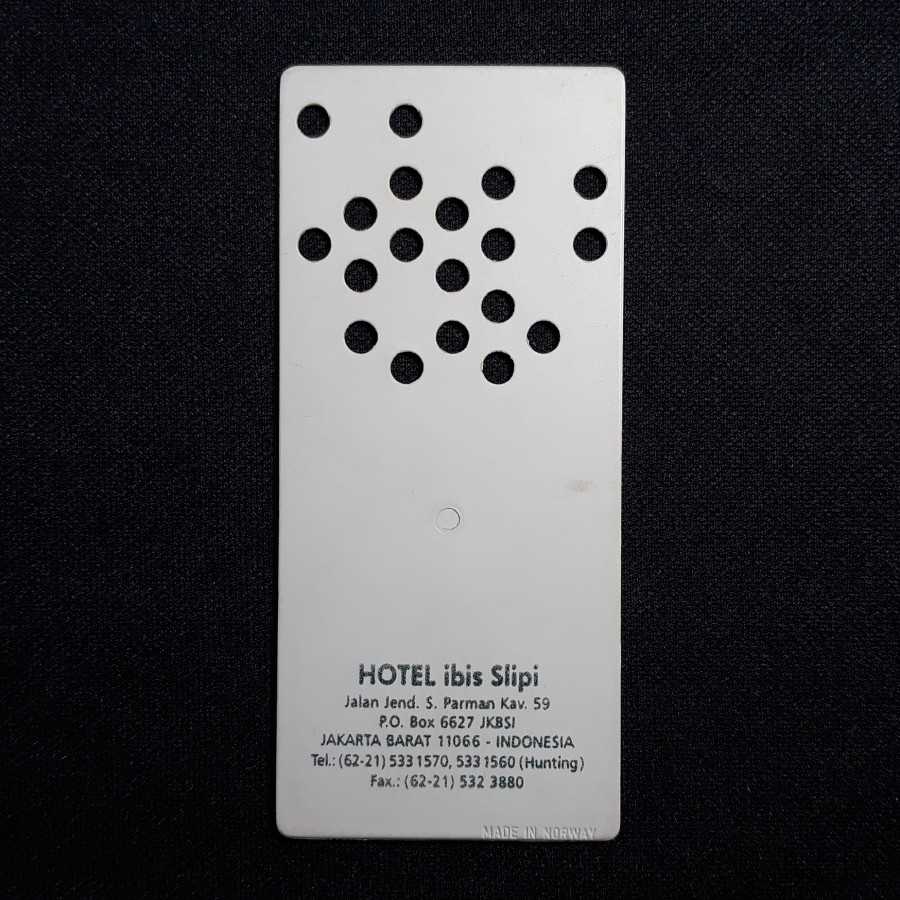 HOTEL ibis Slipi
Jalan Jend. S. Parman Kav. 59
P.O. Box 6627 JKBSI
JAKARTA BARAT 11066 - INDONESIA
Tel.: (62-21) 533 1570, 533 1560 (Hunting)
Fax.: (62-21) 532 3880
MADE IN NORWAY